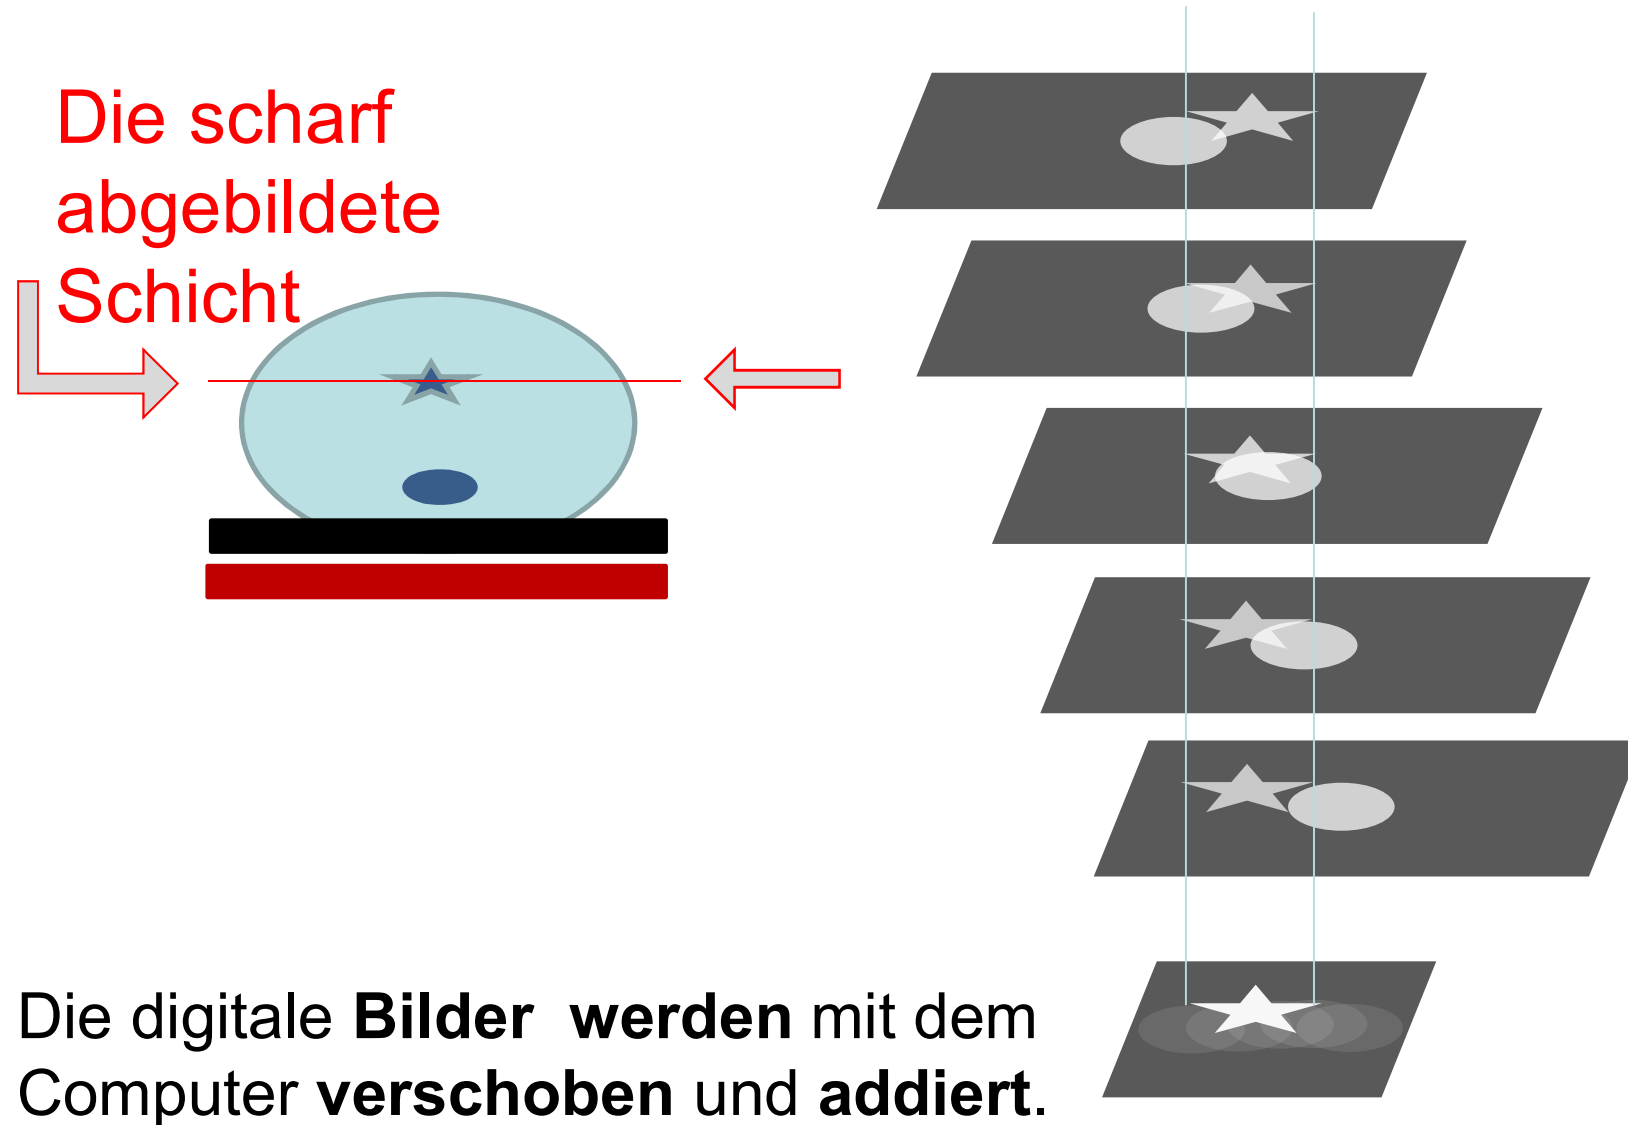 Die scharf
abgebildete
Schicht
Die digitale Bilder  werden mit dem
Computer verschoben und addiert.